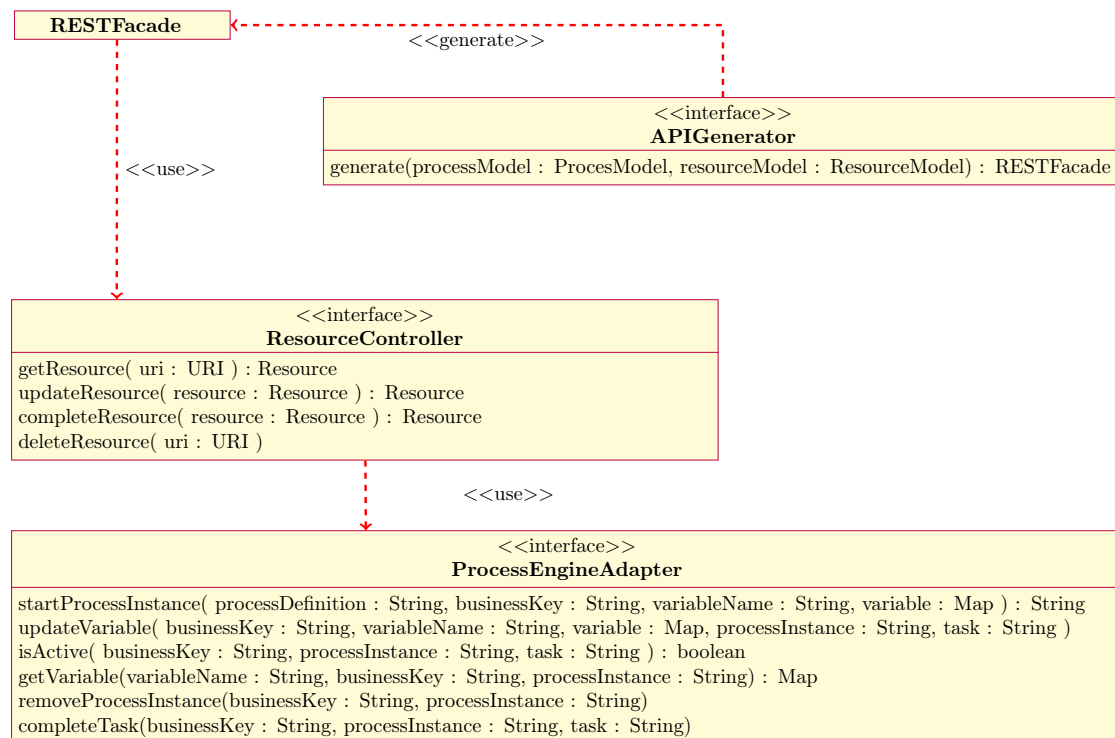 RESTFacade
<<generate>>
<<interface>>
APIGenerator
generate(processModel : ProcesModel, resourceModel : ResourceModel) : RESTFacade
<<use>>
<<interface>>
ResourceController
getResource( uri : URI ) : Resource
updateResource( resource : Resource ) : Resource
completeResource( resource : Resource ) : Resource
deleteResource( uri : URI )
<<use>>
<<interface>>
ProcessEngineAdapter
startProcessInstance( processDefinition : String, businessKey : String, variableName : String, variable : Map ) : String
updateVariable( businessKey : String, variableName : String, variable : Map, processInstance : String, task : String )
isActive( businessKey : String, processInstance : String, task : String ) : boolean
getVariable(variableName : String, businessKey : String, processInstance : String) : Map
removeProcessInstance(businessKey : String, processInstance : String)
completeTask(businessKey : String, processInstance : String, task : String)